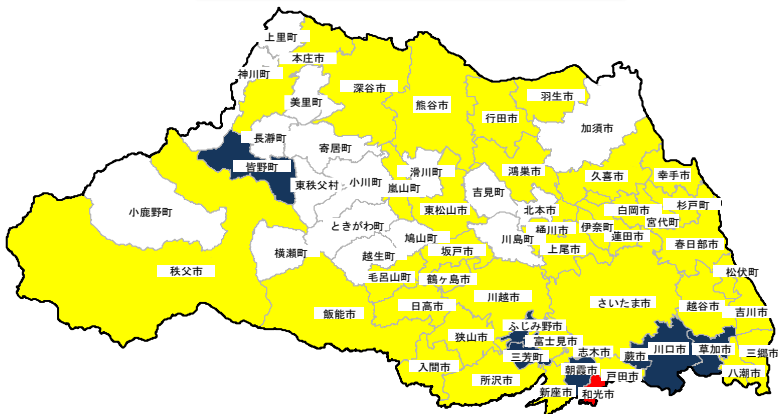 上里町
本庄市
神川町
深谷市
美里町
熊谷市
羽生市
行田市
加須市
長瀞町
寄居町
皆野町
滑川町
鴻巣市
久喜市
幸手市
東秩父村
小川町
嵐山町
吉見町
小鹿野町
東松山市
北本市
白岡市
杉戸町
ときがわ町
桶川市
伊奈町
宮代町
横瀬町
鳩山町
川島町
蓮田市
上尾市
春日部市
越生町
坂戸市
秩父市
毛呂山町
鶴ヶ島市
松伏町
川越市
さいたま市
日高市
越谷市
飯能市
吉川市
ふじみ野市
狭山市
富士見市
三芳町
志木市
蕨市
川口市
草加市
三郷市
入間市
朝霞市
戸田市
八潮市
所沢市
新座市
和光市